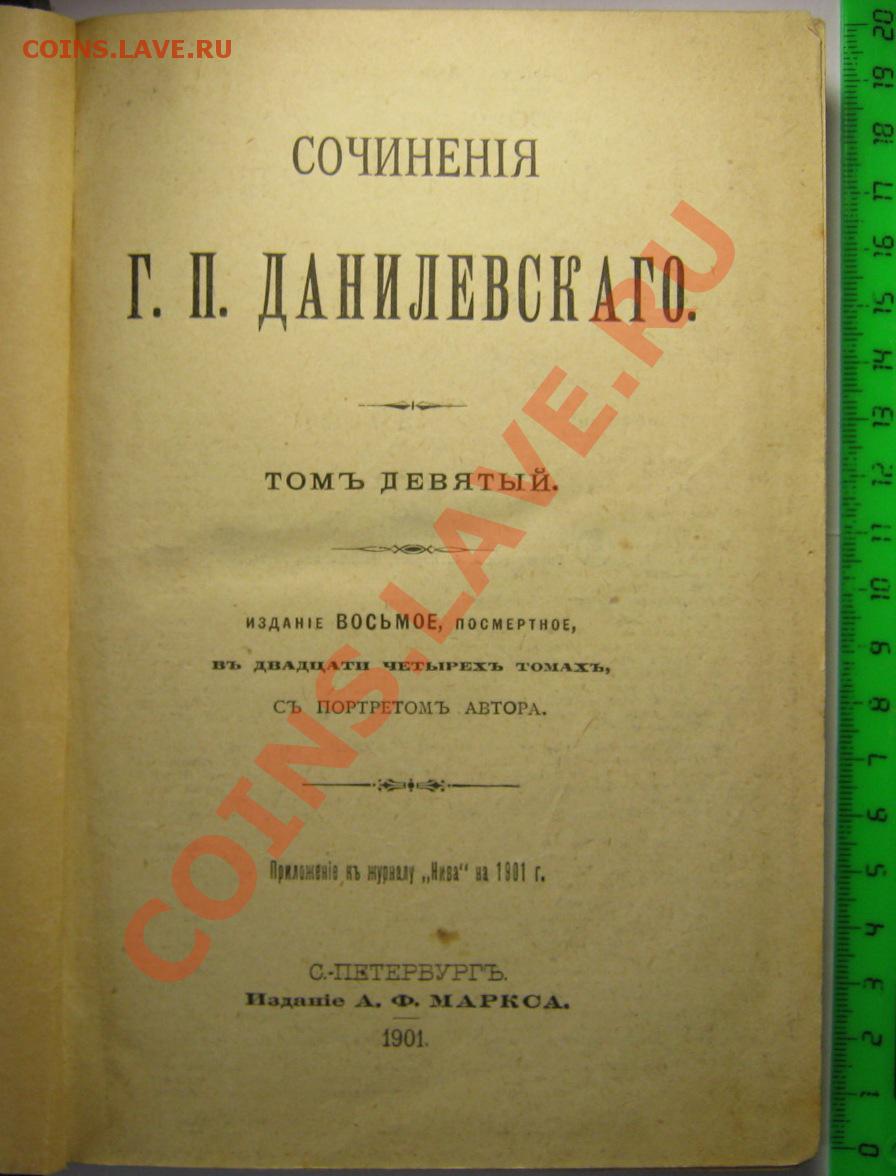 COINS.LAVE.RU
СОЧИНЕНІЯ
Г. П. ДАНИЛЕВСКАГО.
ТОМЪ ДЕВЯТЫЙ.
ИЗДАНІЕ ВОСЬМОЕ, ПОСМЕРТНОЕ,
ВЪ ДВАДЦАТИ ЧЕТЫРЕХЪ ТОМАХЪ,
СЪ ПОРТРЕТОМЪ АВТОРА.
Приложеніе къ журналу „Нива“ на 1901 г.
С.-ПЕТЕРБУРГЪ.
Изданіе А. Ф. МАРКСА.
1901.
COINS.LAVE.RU
20
19
18
17
16
15
14
13
12
11
10
9
8
7
6
5
4
3
2
1
0